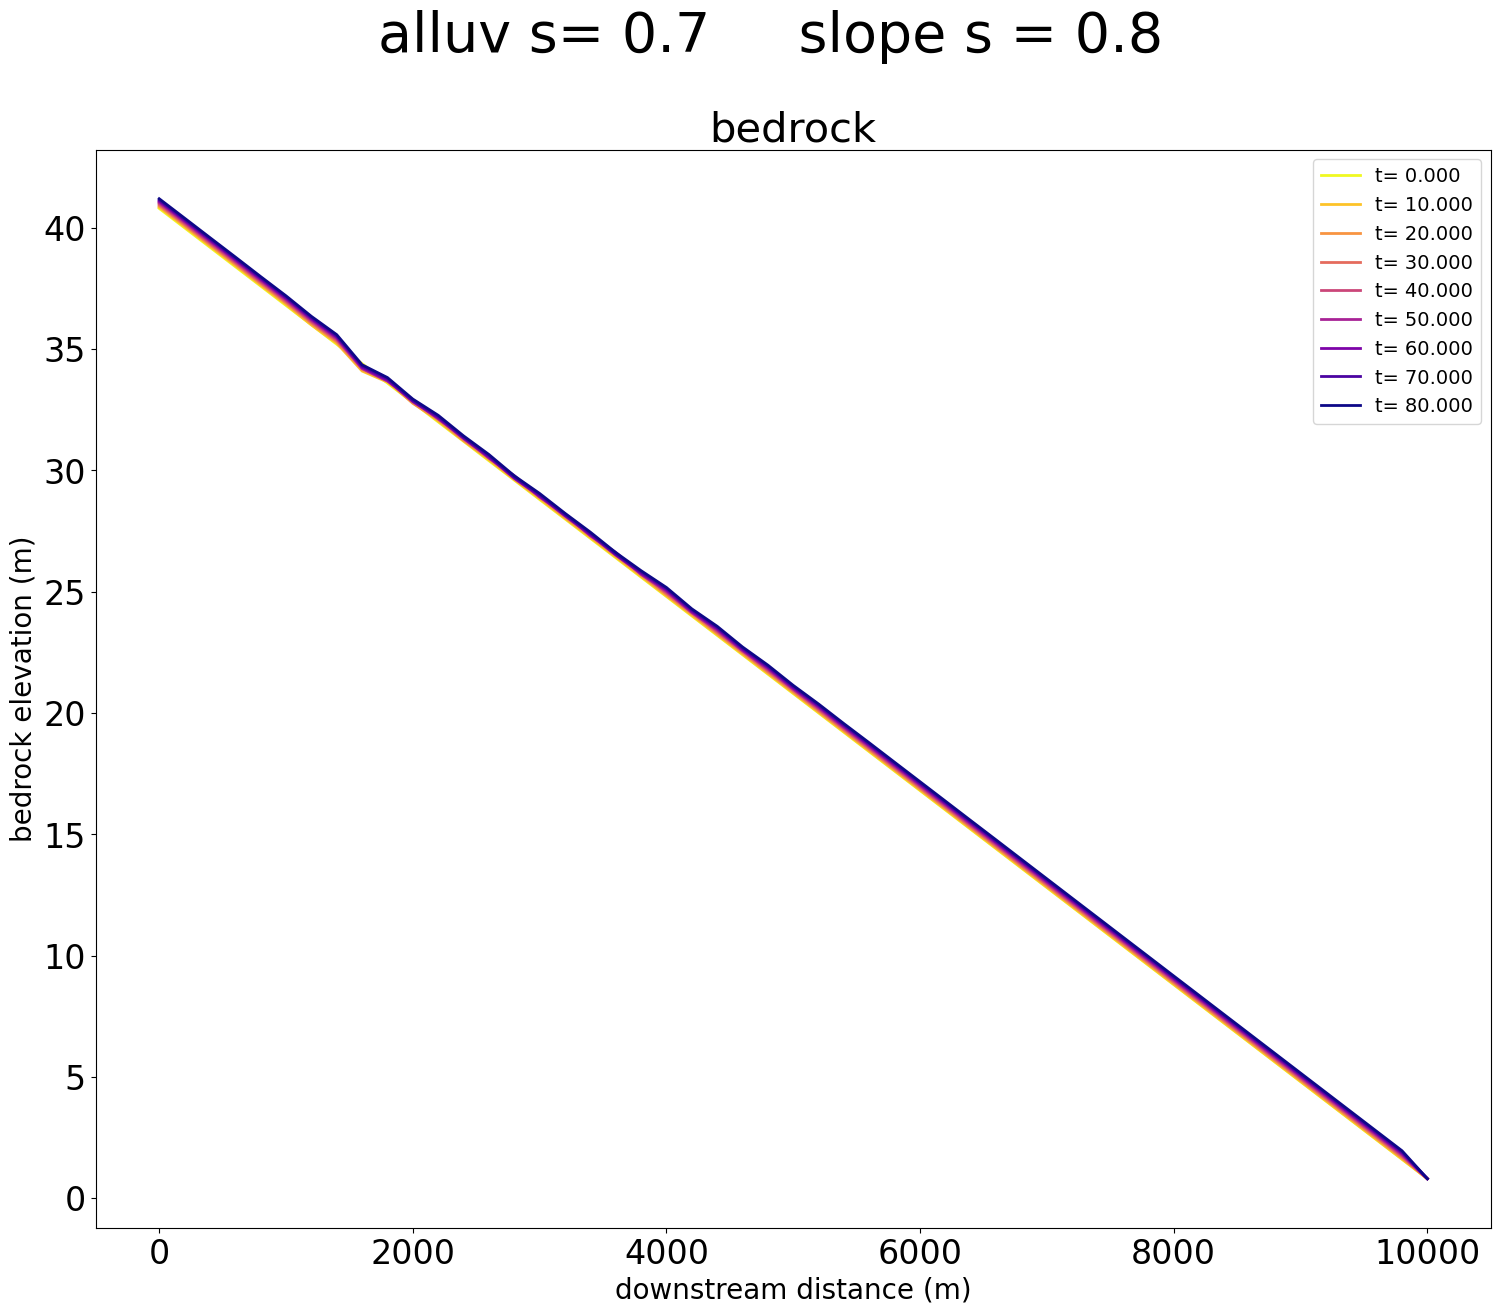 alluv s= 0.7 slope s = 0.8
bedrock
t= 0.000
t= 10.000
t= 20.000
t= 30.000
t= 40.000
t= 50.000
t= 60.000
t= 70.000
t= 80.000
bedrock elevation (m)
40
35
30
25
20
15
10
5
0
0 2000 4000 6000 8000 10000
downstream distance (m)